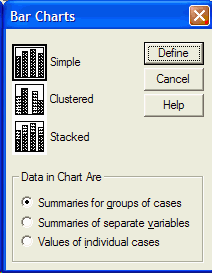 Bar Charts
Simple
Define
Cancel
Clustered
Help
Stacked
Data in Chart Are
Summaries for groups of cases
Summaries of separate variables
Values of individual cases